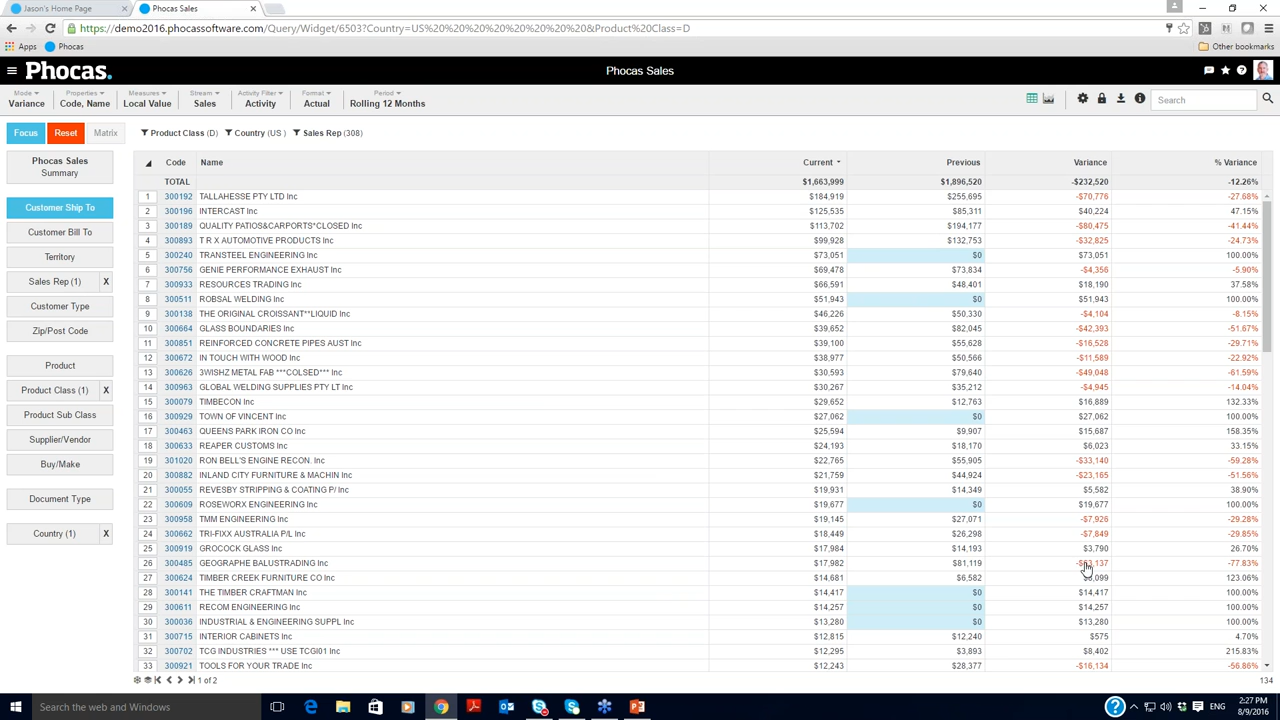 Jason's Home Page
Phocas Sales
https://demo2016.phocassoftware.com/Query/Widget/6503?Country=US%20%20%20%20%20%20%20%20&Product%20Class=D
Apps Phocas Other bookmarks
Phocas. Phocas Sales
Mode Properties Measures Stream Activity Filter Format Period
Variance Code, Name Local Value Sales Activity Actual Rolling 12 Months Search
Focus Reset Matrix Product Class (D) Country (US ) Sales Rep (308)
Phocas Sales
Summary
Customer Ship To
Customer Bill To
Territory
Sales Rep (1) X
Customer Type
Zip/Post Code
Product
Product Class (1) X
Product Sub Class
Supplier/Vendor
Buy/Make
Document Type
Country (1) X
Code Name Current Previous Variance % Variance
TOTAL $1,663,999 $1,896,520 -$232,520 -12.26%
1 300192 TALLAHESSE PTY LTD Inc $184,919 $255,695 -$70,776 -27.68%
2 300196 INTERCAST Inc $125,535 $85,311 $40,224 47.15%
3 300189 QUALITY PATIOS&CARPORTS*CLOSED Inc $113,702 $194,177 -$80,475 -41.44%
4 300893 T R X AUTOMOTIVE PRODUCTS Inc $99,928 $132,753 -$32,825 -24.73%
5 300240 TRANSTEEL ENGINEERING Inc $73,051 $0 $73,051 100.00%
6 300756 GENIE PERFORMANCE EXHAUST Inc $69,478 $73,834 -$4,356 -5.90%
7 300933 RESOURCES TRADING Inc $66,591 $48,401 $18,190 37.58%
8 300511 ROBSAL WELDING Inc $51,943 $0 $51,943 100.00%
9 300138 THE ORIGINAL CROISSANT**LIQUID Inc $46,226 $50,330 -$4,104 -8.15%
10 300664 GLASS BOUNDARIES Inc $39,652 $82,045 -$42,393 -51.67%
11 300851 REINFORCED CONCRETE PIPES AUST Inc $39,100 $55,628 -$16,528 -29.71%
12 300672 IN TOUCH WITH WOOD Inc $38,977 $50,566 -$11,589 -22.92%
13 300626 3WISHZ METAL FAB ***COLSED*** Inc $30,593 $79,640 -$49,048 -61.59%
14 300963 GLOBAL WELDING SUPPLIES PTY LT Inc $30,267 $35,212 -$4,945 -14.04%
15 300079 TIMBECON Inc $29,652 $12,763 $16,889 132.33%
16 300929 TOWN OF VINCENT Inc $27,062 $0 $27,062 100.00%
17 300463 QUEENS PARK IRON CO Inc $25,594 $9,907 $15,687 158.35%
18 300633 REAPER CUSTOMS Inc $24,193 $18,170 $6,023 33.15%
19 301020 RON BELL'S ENGINE RECON. Inc $22,765 $55,905 -$33,140 -59.28%
20 300882 INLAND CITY FURNITURE & MACHIN Inc $21,759 $44,924 -$23,165 -51.56%
21 300055 REVESBY STRIPPING & COATING P/ Inc $19,931 $14,349 $5,582 38.90%
22 300609 ROSEWORX ENGINEERING Inc $19,677 $0 $19,677 100.00%
23 300958 TMM ENGINEERING Inc $19,145 $27,071 -$7,926 -29.28%
24 300662 TRI-FIXX AUSTRALIA P/L Inc $18,449 $26,298 -$7,849 -29.85%
25 300919 GROCOCK GLASS Inc $17,984 $14,193 $3,790 26.70%
26 300485 GEOGRAPHE BALUSTRADING Inc $17,982 $81,119 -77.83%
27 300624 TIMBER CREEK FURNITURE CO Inc $14,681 $6,582 123.06%
28 300141 THE TIMBER CRAFTMAN Inc $14,417 $0 $14,417 100.00%
29 300611 RECOM ENGINEERING Inc $14,257 $0 $14,257 100.00%
30 300036 INDUSTRIAL & ENGINEERING SUPPL Inc $13,280 $0 $13,280 100.00%
31 300715 INTERIOR CABINETS Inc $12,815 $12,240 $575 4.70%
32 300702 TCG INDUSTRIES *** USE TCGI01 Inc $12,295 $3,893 $8,402 215.83%
33 300921 TOOLS FOR YOUR TRADE Inc $12,243 $28,377 -$16,134 -56.86%
1 of 2 134
Search the web and Windows
ENG
2:27 PM
8/9/2016